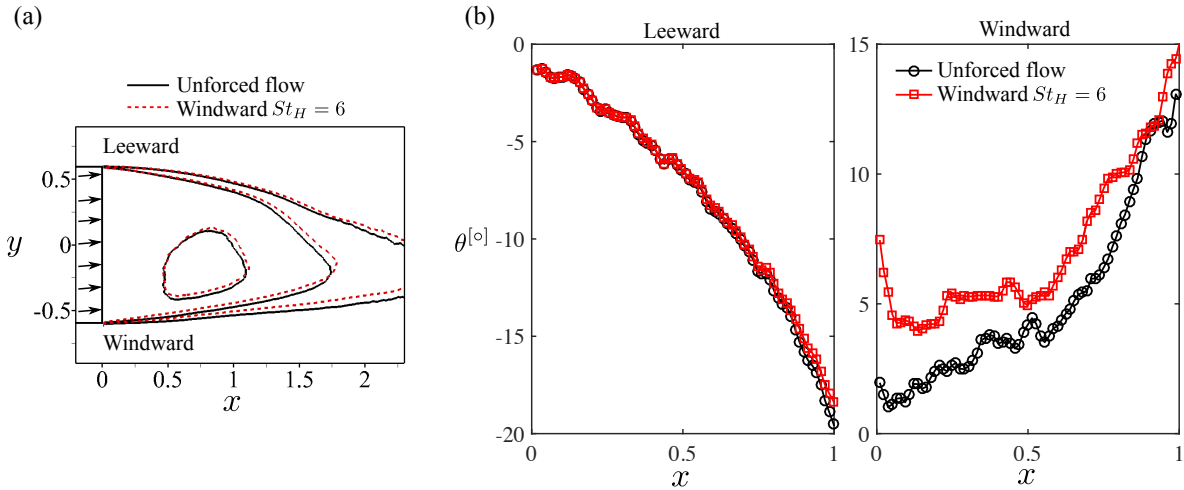 (a)
Unforced flow
Windward St_H = 6
Leeward
Windward
y
0.5
0
-0.5
0 0.5 1 1.5 2
x
(b)
Leeward
θ[○]
0
-5
-10
-15
-20
0 0.5 1
x
Windward
Unforced flow
Windward St_H = 6
15
10
5
0
0 0.5 1
x